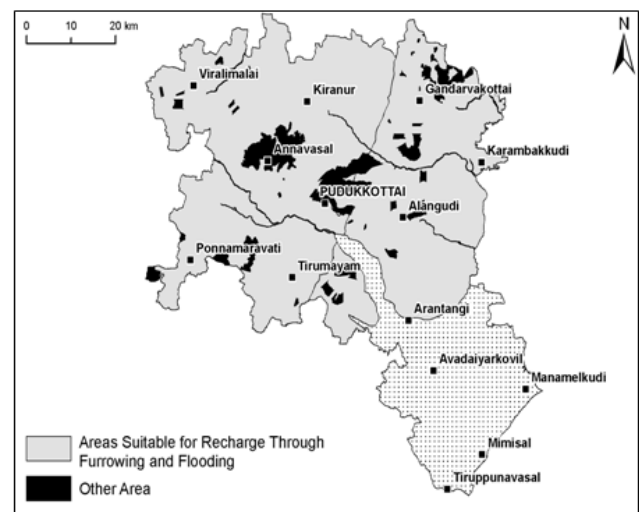 0 10 20 km
N
Viralimalai
Kiranur
Gandarvakottai
Annavasal
Karambakkudi
PUDUKKOTTAI
Alangudi
Ponnamaravati
Tirumayam
Arantangi
Avadaiyarkovil
Manamelkudi
Mimisal
Tiruppunavasal
Areas Suitable for Recharge Through
Furrowing and Flooding
Other Area